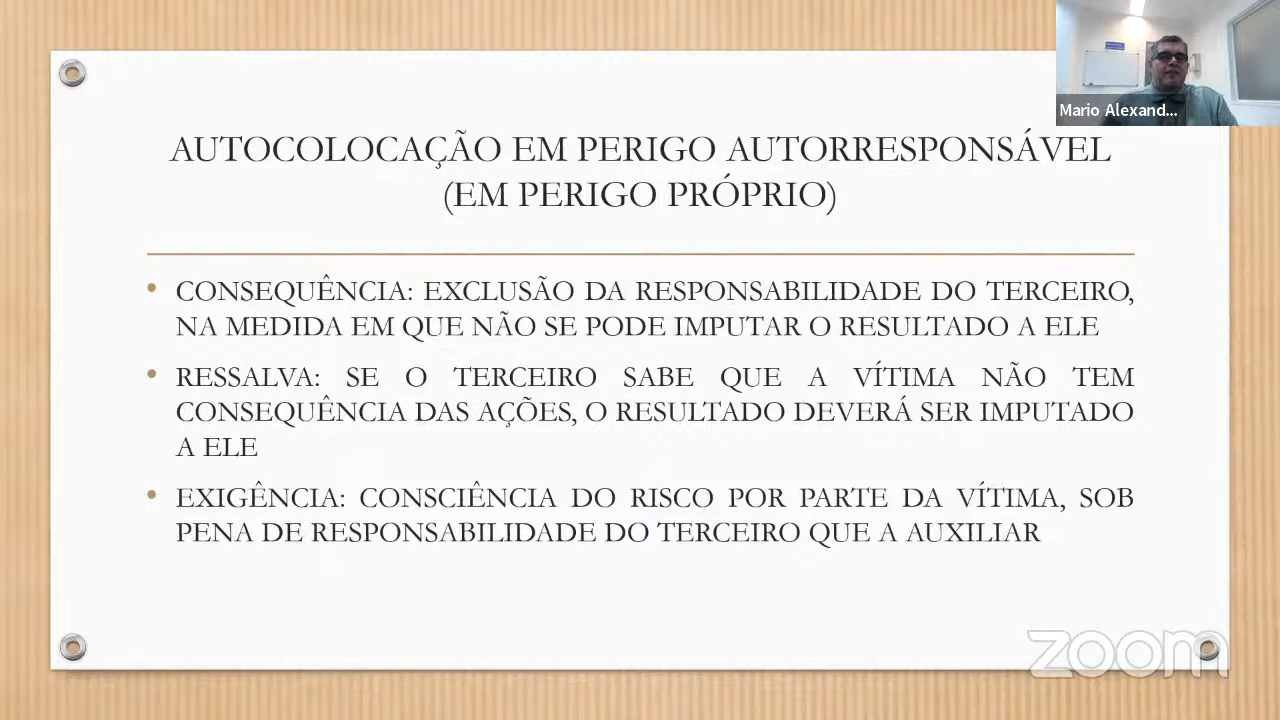 Mario Alexand...
AUTOCOLOCAÇÃO EM PERIGO AUTORRESPONSÁVEL
(EM PERIGO PRÓPRIO)
• CONSEQUÊNCIA: EXCLUSÃO DA RESPONSABILIDADE DO TERCEIRO,
NA MEDIDA EM QUE NÃO SE PODE IMPUTAR O RESULTADO A ELE
• RESSALVA: SE O TERCEIRO SABE QUE A VÍTIMA NÃO TEM
CONSEQUÊNCIA DAS AÇÕES, O RESULTADO DEVERÁ SER IMPUTADO
A ELE
• EXIGÊNCIA: CONSCIÊNCIA DO RISCO POR PARTE DA VÍTIMA, SOB
PENA DE RESPONSABILIDADE DO TERCEIRO QUE A AUXILIAR
zoom